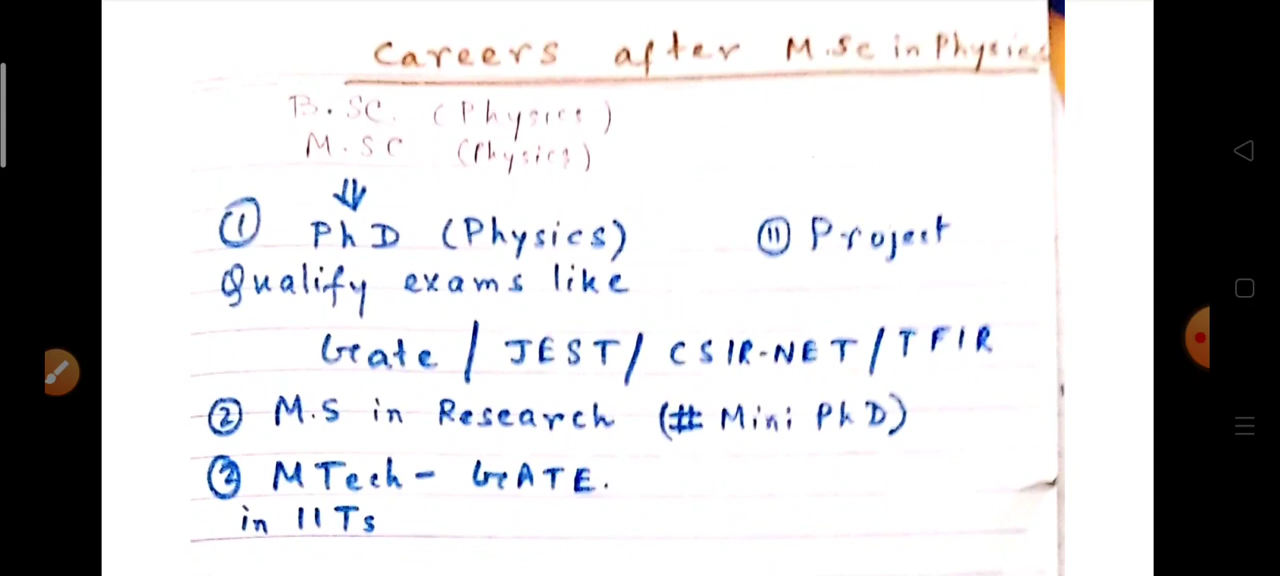 Careers after M.Sc in Physics
B.SC. (Physics)
M.SC (Physics)
① PhD (Physics)
⑪ Project
Qualify exams like
Gate / JEST / CSIR-NET / TFIR
② M.S in Research (# Mini PhD)
③ MTech - GATE.
in IITs